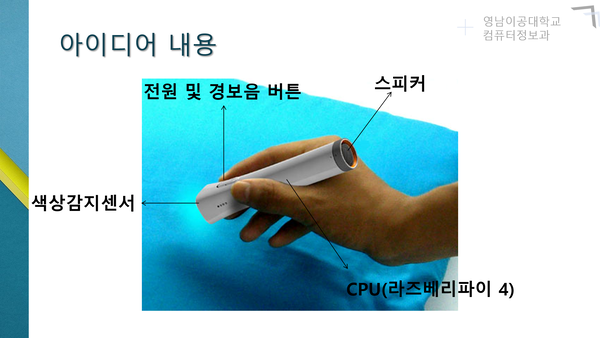 영남이공대학교
컴퓨터정보과
아이디어 내용
전원 및 경보음 버튼
스피커
색상감지센서
CPU(라즈베리파이 4)